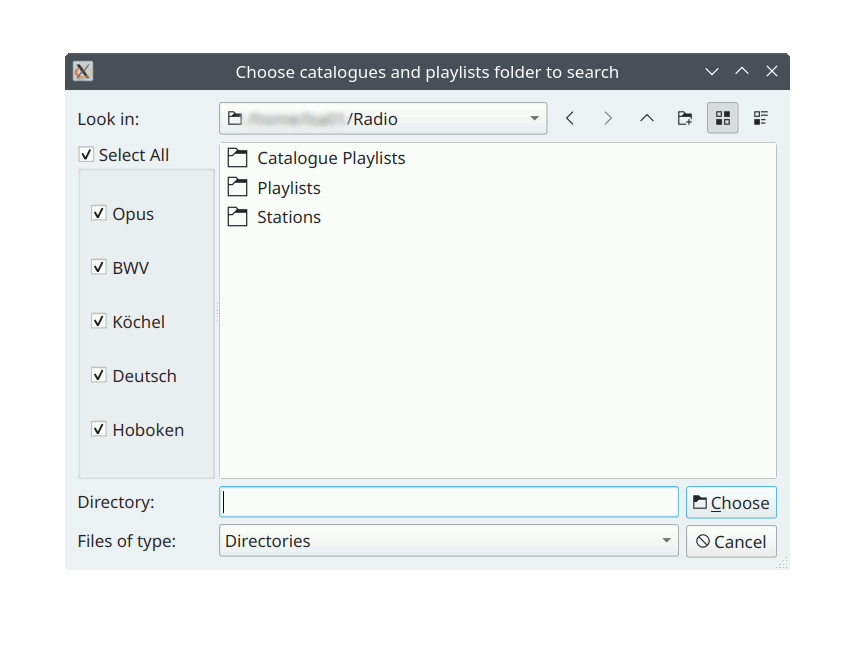 Choose catalogues and playlists folder to search
Look in:
/Radio
Select All
Catalogue Playlists
Playlists
Stations
Opus
BWV
Köchel
Deutsch
Hoboken
Directory:
Choose
Files of type:
Directories
Cancel